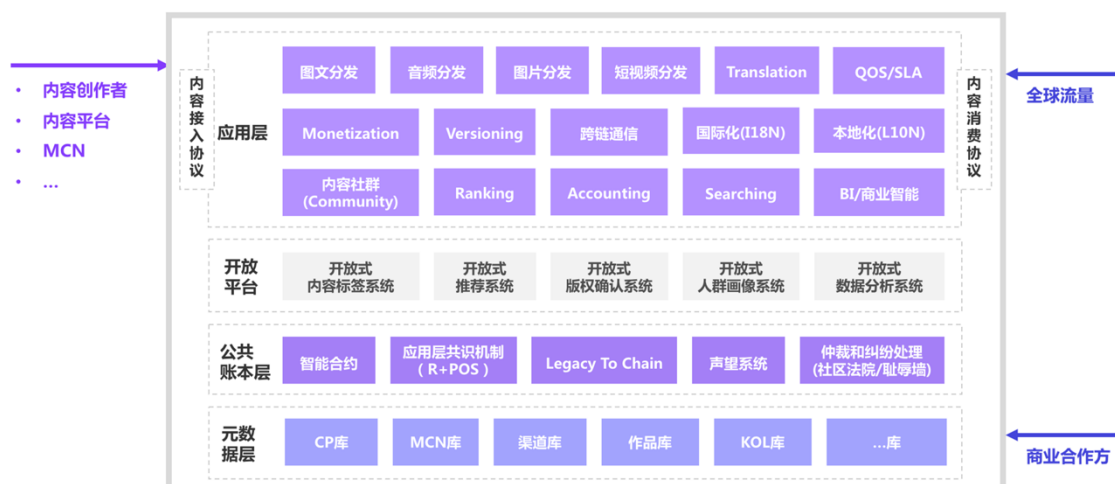 • 内容创作者
• 内容平台
• MCN
• ...
内容接入协议
应用层
图文分发
音频分发
图片分发
短视频分发
Translation
QOS/SLA
Monetization
Versioning
跨链通信
国际化(I18N)
本地化(L10N)
内容社群
(Community)
Ranking
Accounting
Searching
BI/商业智能
内容消费协议
全球流量
开放
平台
开放式
内容标签系统
开放式
推荐系统
开放式
版权确认系统
开放式
人群画像系统
开放式
数据分析系统
公共
账本层
智能合约
应用层共识机制
（R+POS）
Legacy To Chain
声望系统
仲裁和纠纷处理
(社区法院/耻辱墙)
元数
据层
CP库
MCN库
渠道库
作品库
KOL库
...库
商业合作方